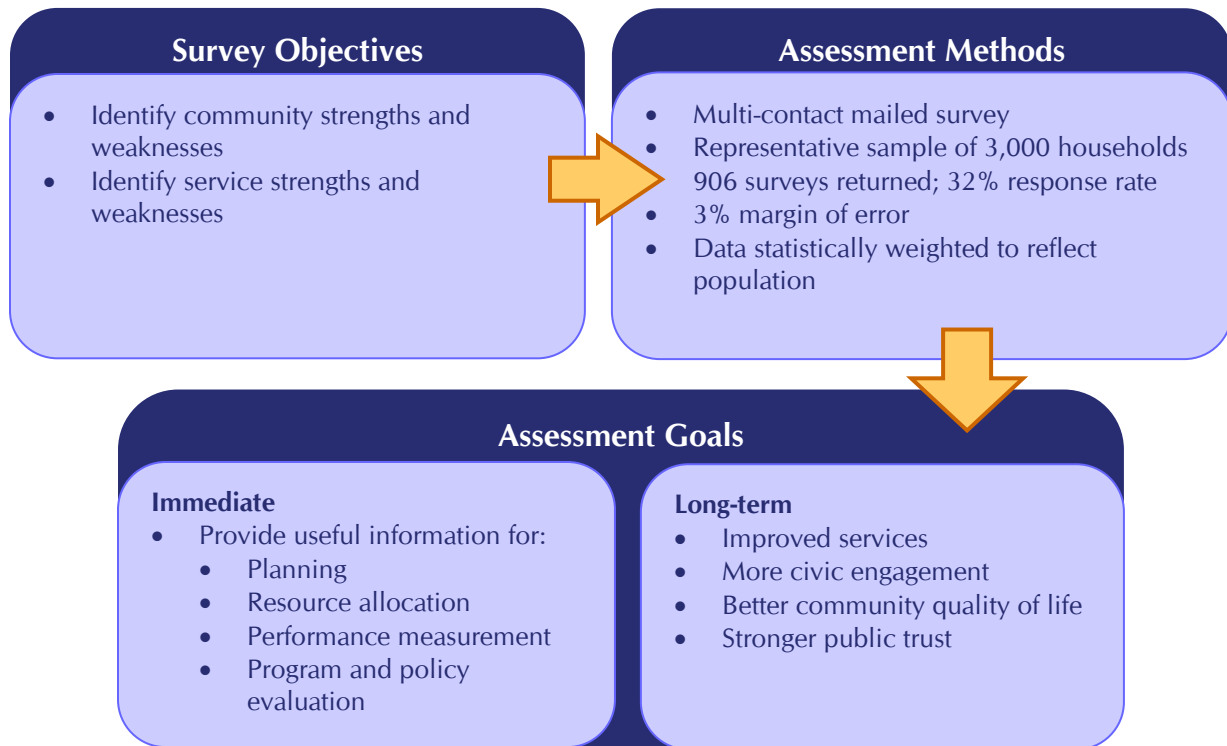 Survey Objectives
• Identify community strengths and
weaknesses
• Identify service strengths and
weaknesses
Assessment Methods
• Multi-contact mailed survey
• Representative sample of 3,000 households
906 surveys returned; 32% response rate
• 3% margin of error
• Data statistically weighted to reflect
population
Assessment Goals
Immediate
• Provide useful information for:
• Planning
• Resource allocation
• Performance measurement
• Program and policy
evaluation
Long-term
• Improved services
• More civic engagement
• Better community quality of life
• Stronger public trust